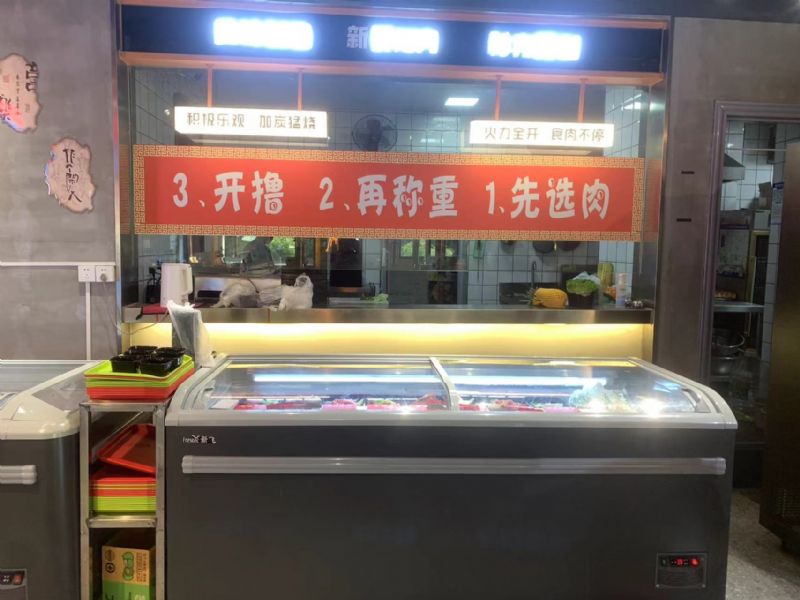 新
积极乐观 加炭猛烧
火力全开 食肉不停
3、开撸 2、再称重 1、先选肉
新飞